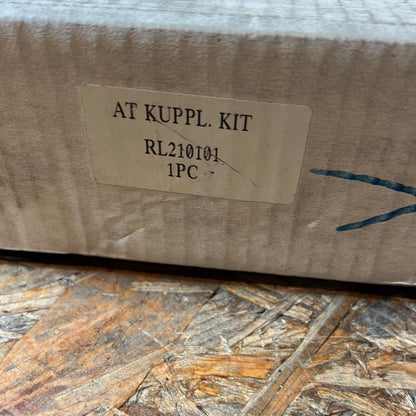 AT KUPPL. KIT
RL210101
1PC